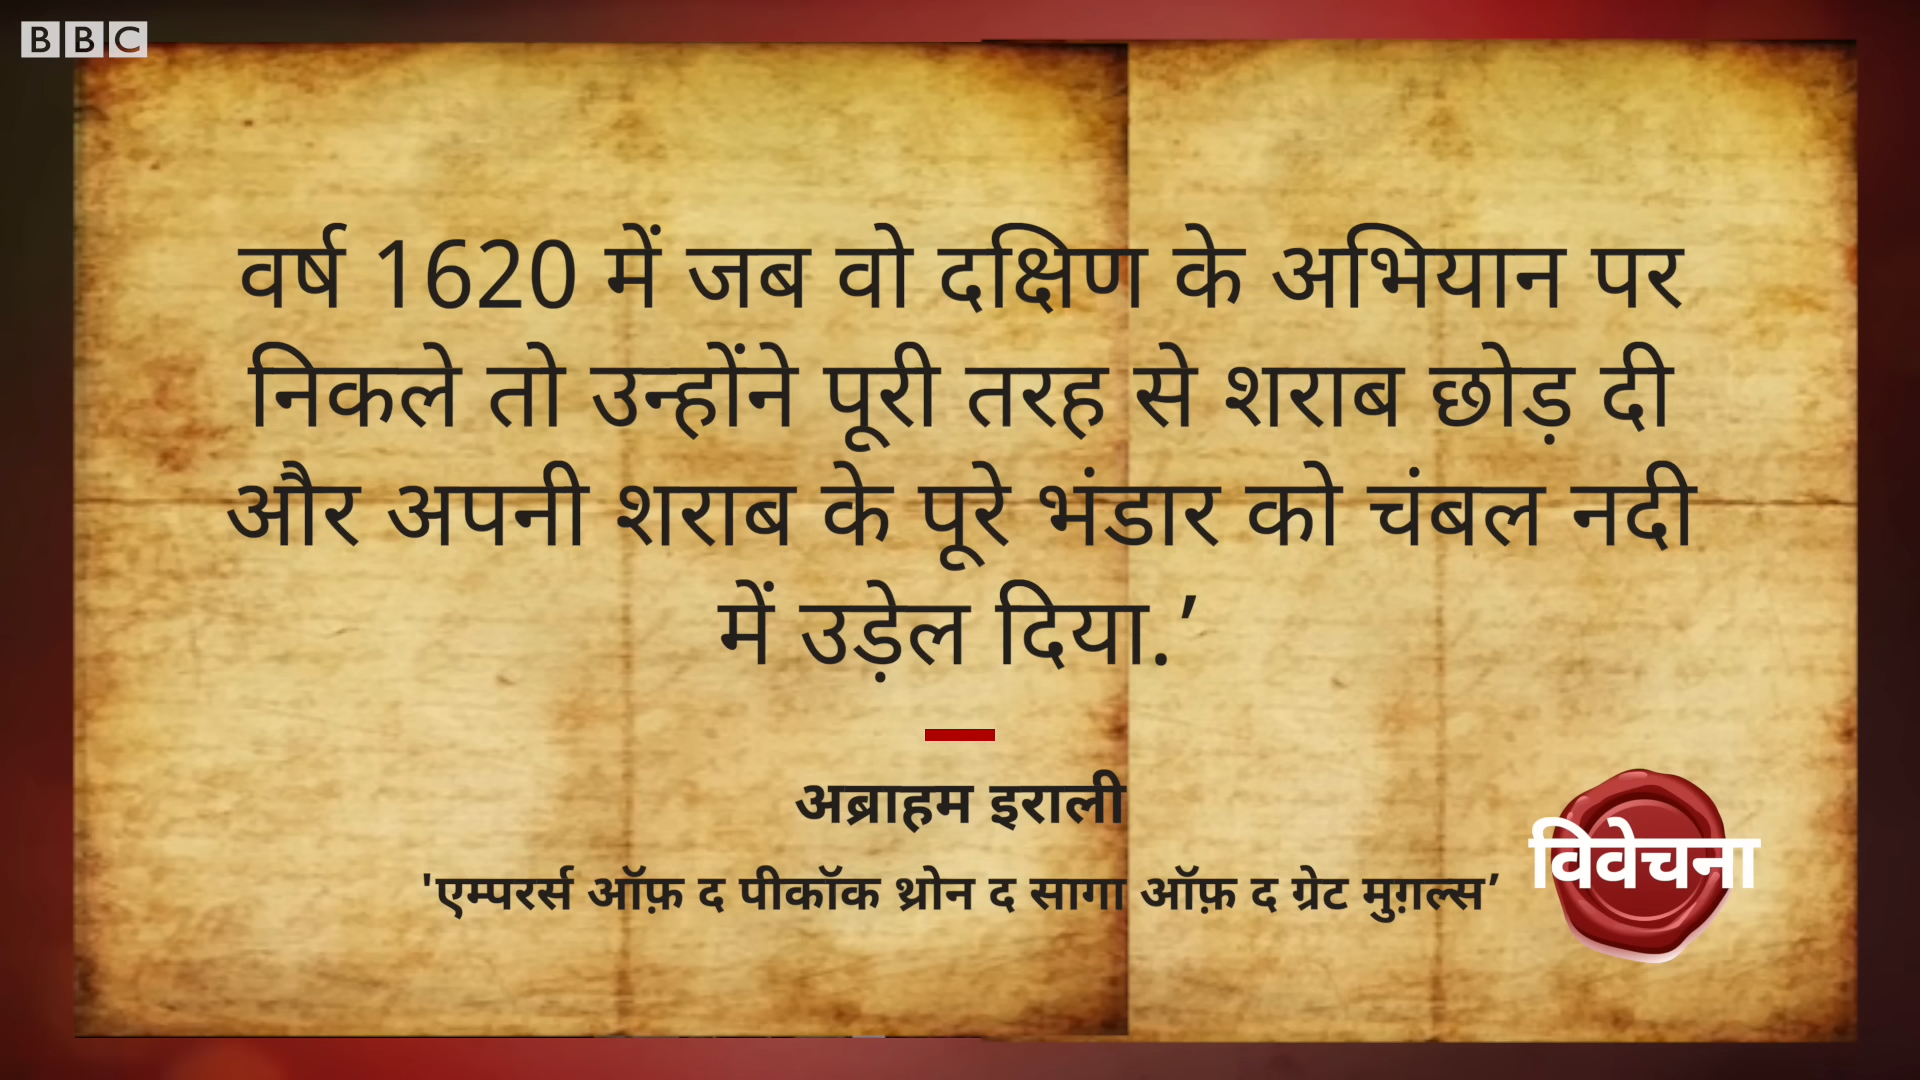 BBC
वर्ष 1620 में जब वो दक्षिण के अभियान पर
निकले तो उन्होंने पूरी तरह से शराब छोड़ दी
और अपनी शराब के पूरे भंडार को चंबल नदी
में उड़ेल दिया.’
अब्राहम इराली
'एम्परर्स ऑफ़ द पीकॉक थ्रोन द सागा ऑफ़ द ग्रेट मुग़ल्स’
विवेचना